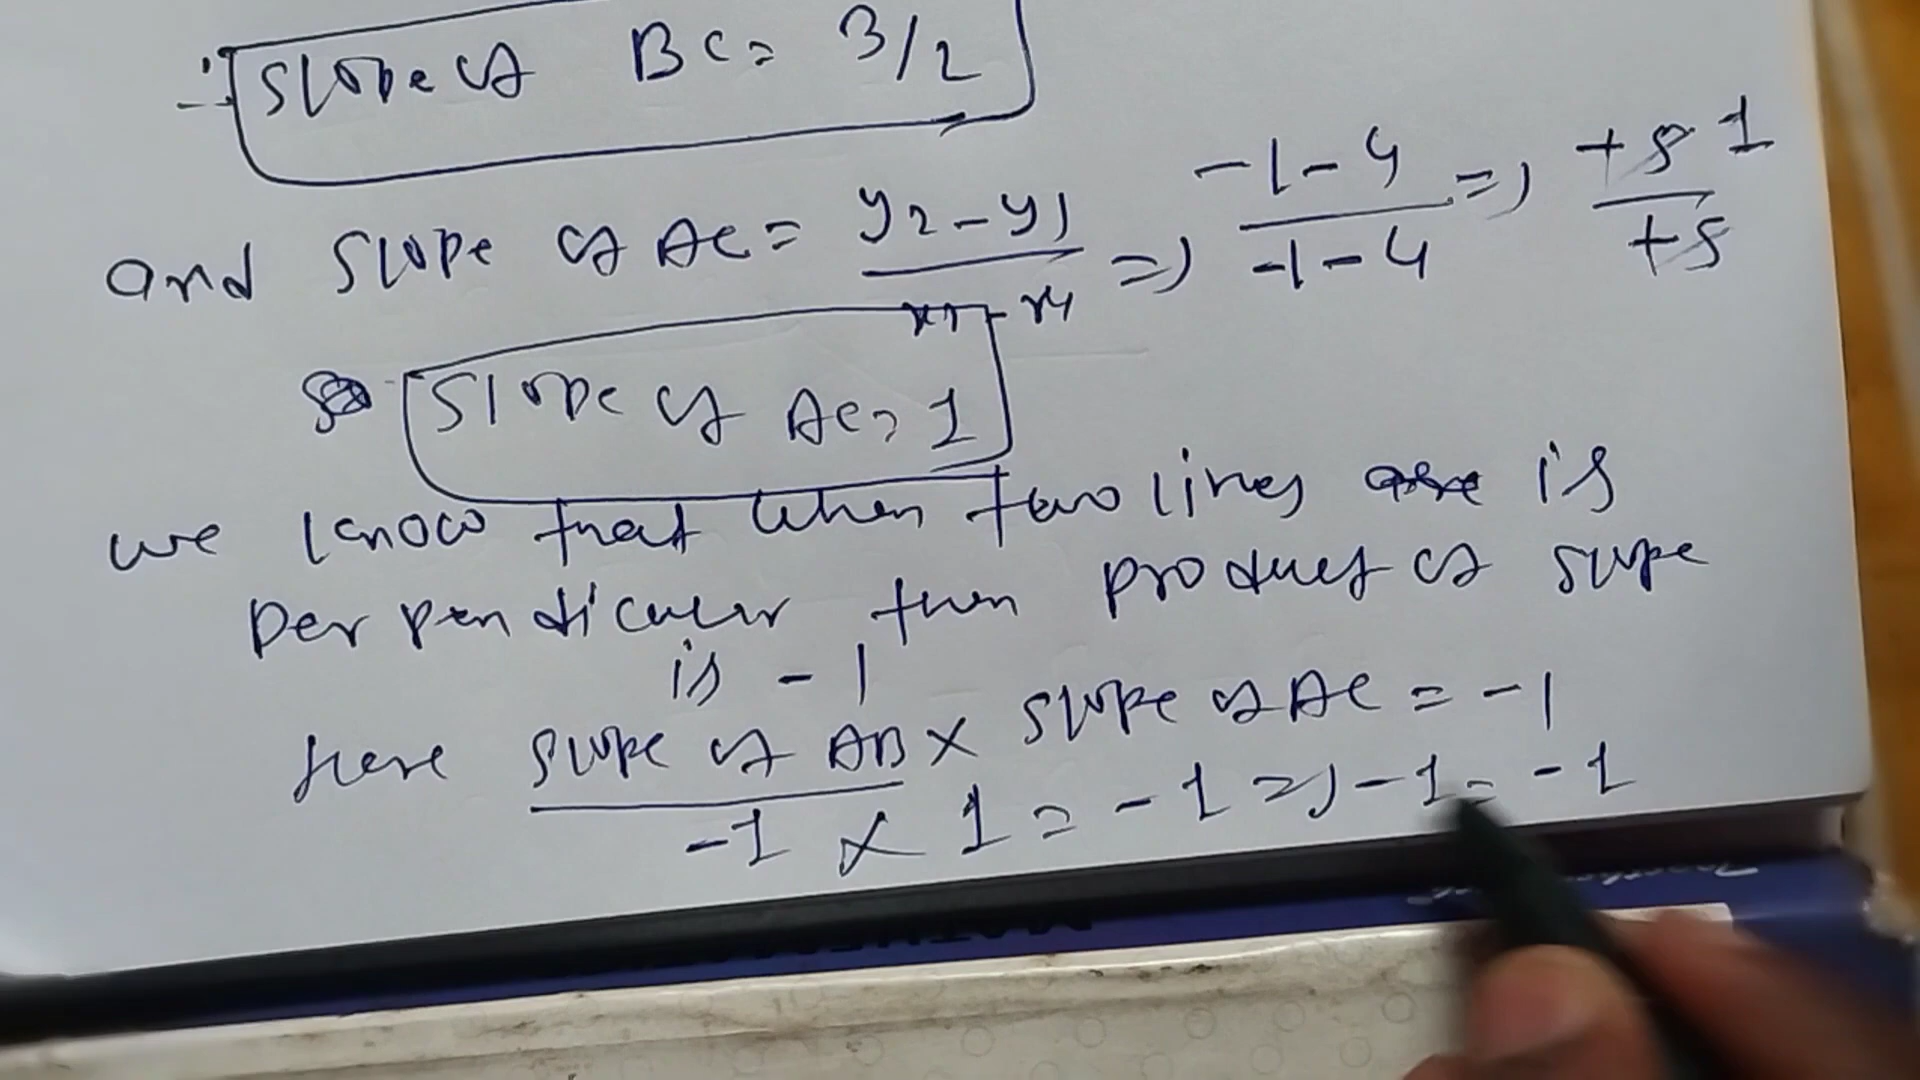 ∴ Slope of BC = 3/2
and Slope of AC = y2-y1 / x2-x1 => -1-4 / -1-4 => +5 / +5 1
Slope of AC = 1
we know that when two lines is
perpendicular then product of slope
is -1
here slope of AB x slope of AC = -1
-1 x 1 = -1 => -1 = -1